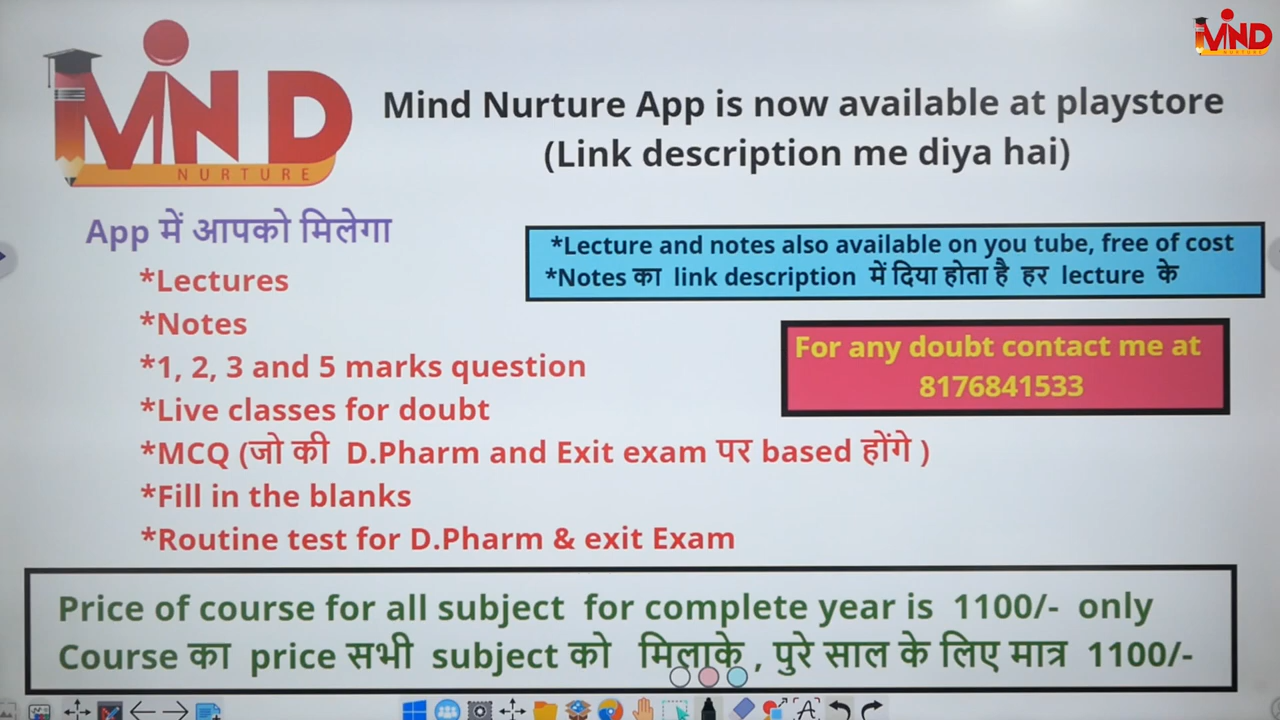 MIND
NURTURE
MIND
NURTURE
Mind Nurture App is now available at playstore
(Link description me diya hai)
App में आपको मिलेगा
*Lectures
*Notes
*1, 2, 3 and 5 marks question
*Live classes for doubt
*MCQ (जो की D.Pharm and Exit exam पर based होंगे )
*Fill in the blanks
*Routine test for D.Pharm & exit Exam
*Lecture and notes also available on you tube, free of cost
*Notes का link description में दिया होता है हर lecture के
For any doubt contact me at
8176841533
Price of course for all subject for complete year is 1100/- only
Course का price सभी subject को मिलाके , पुरे साल के लिए मात्र 1100/-